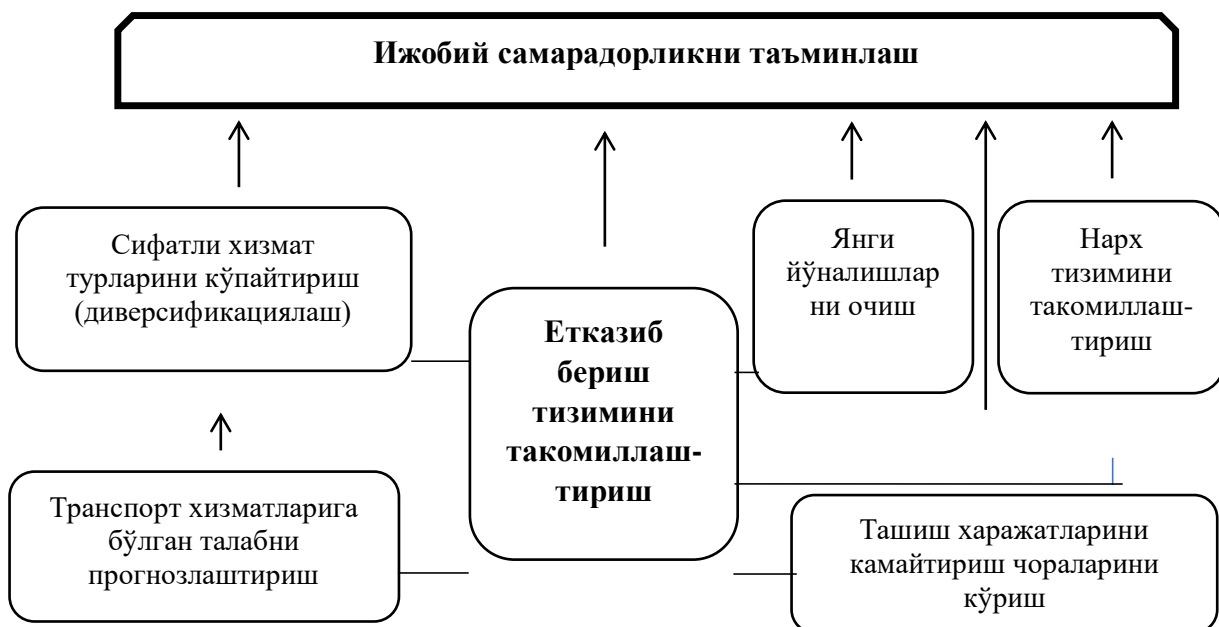 Ижобий самарадорликни таъминлаш
Сифатли хизмат
турларини кўпайтириш
(диверсификациялаш)
Янги
йўналишлар
ни очиш
Нарх
тизимини
такомиллаш-
тириш
Етказиб
бериш
тизимини
такомиллаш-
тириш
Транспорт хизматларига
бўлган талабни
прогнозлаштириш
Ташиш харажатларини
камайтириш чораларини
кўриш